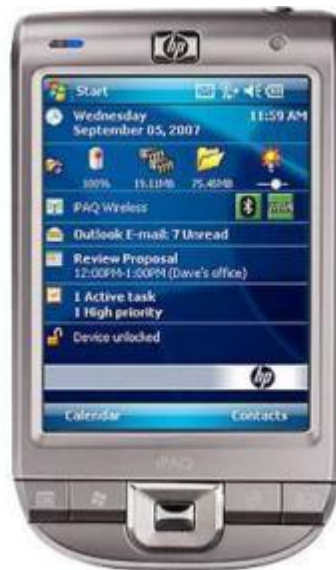 hp
Start
Wednesday 11:59 AM
September 05, 2007
100% 19.11MB 75.46MB
iPAQ Wireless
Outlook E-mail: 7 Unread
Review Proposal
12:00PM-1:00PM (Dave's office)
1 Active task
1 High priority
Device unlocked
hp
Calendar Contacts
iPAQ